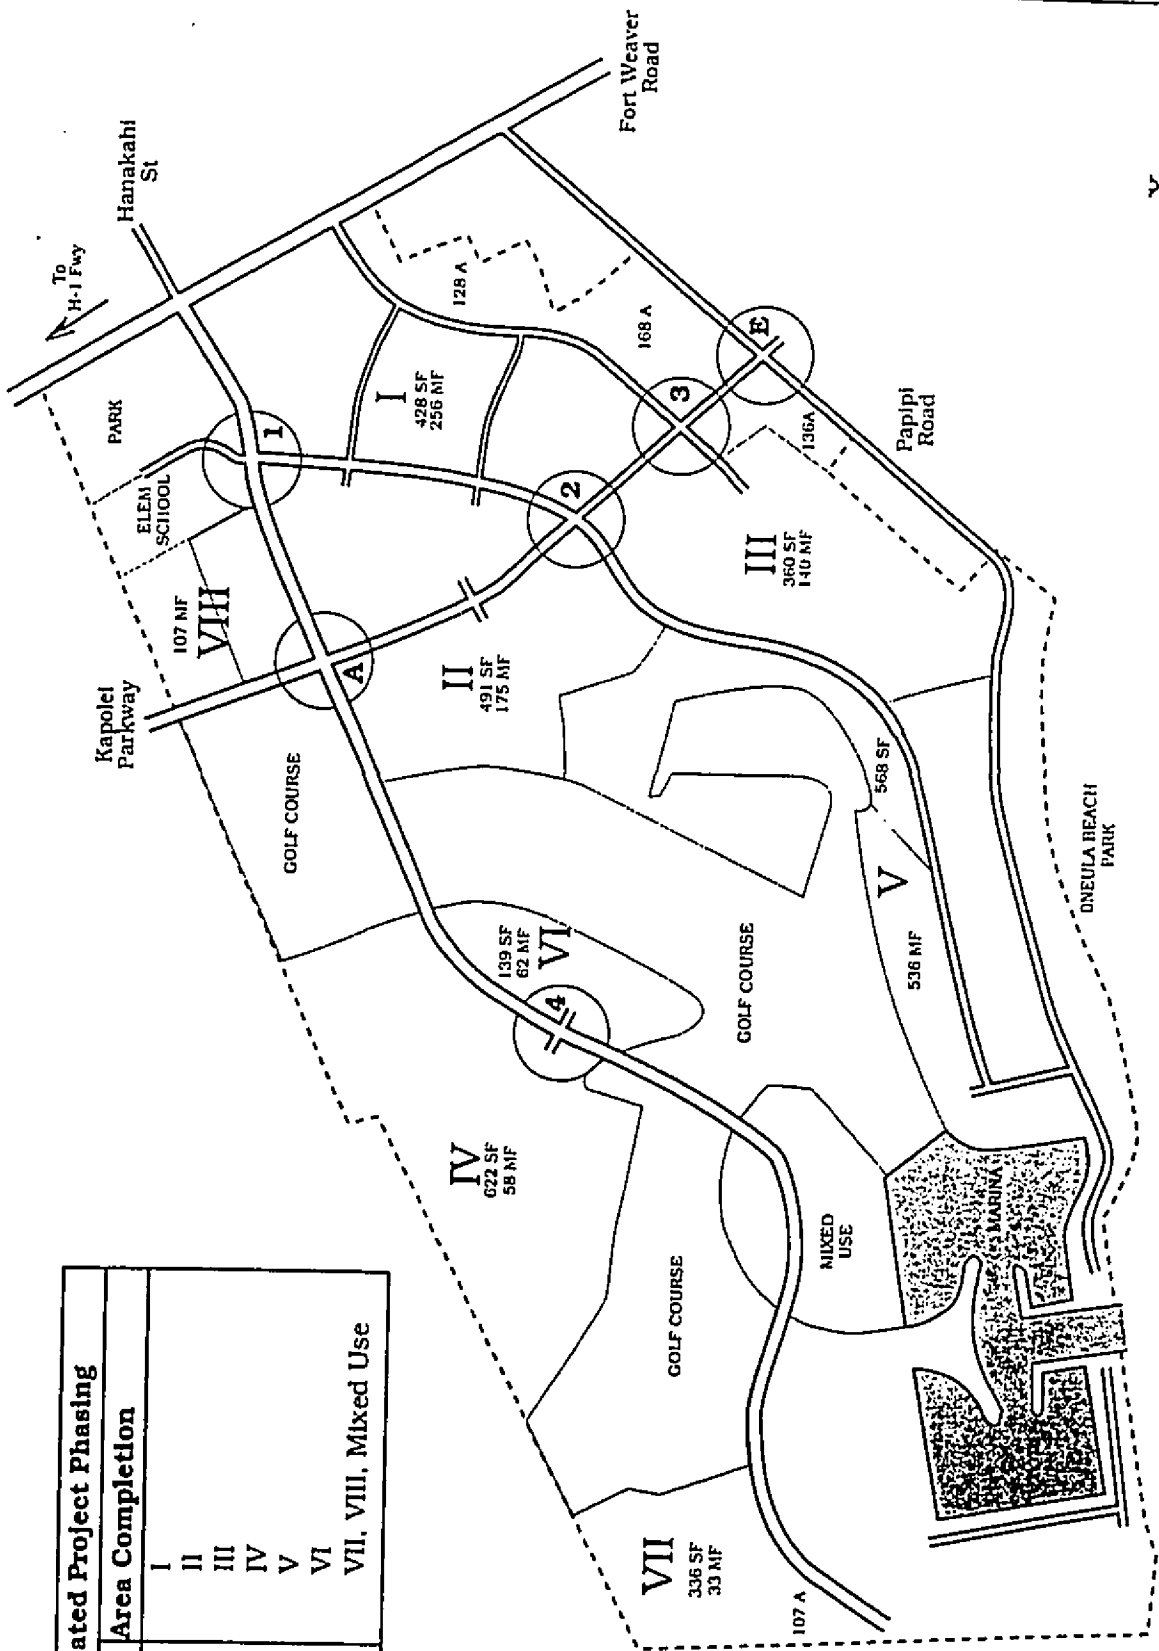 To
H-1 Fwy
Hanakahi
St
Fort Weaver
Road
Kapolei
Parkway
PARK
ELEM
SCHOOL
107 MF
VIII
1
A
I
428 SF
256 MF
128 A
168 A
2
3
E
136A
Papipi
Road
II
491 SF
175 MF
III
360 SF
140 MF
GOLF COURSE
568 SF
V
536 MF
ONEULA BEACH
PARK
139 SF
62 MF
VI
4
GOLF COURSE
IV
622 SF
58 MF
MIXED
USE
MARINA
GOLF COURSE
VII
336 SF
33 MF
107 A
ated Project Phasing
Area Completion
I
II
III
IV
V
VI
VII, VIII, Mixed Use